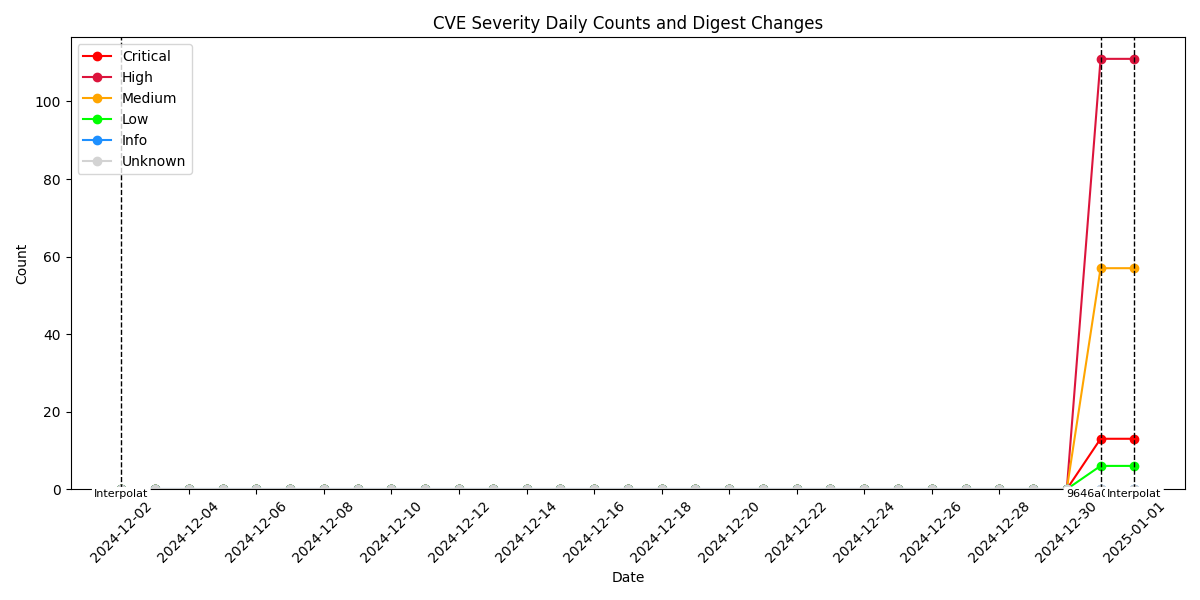 CVE Severity Daily Counts and Digest Changes
Critical
High
Medium
Low
Info
Unknown
Count
100
80
60
40
20
0
Interpolat
9646a
Interpolat
2024-12-02
2024-12-04
2024-12-06
2024-12-08
2024-12-10
2024-12-12
2024-12-14
2024-12-16
2024-12-18
2024-12-20
2024-12-22
2024-12-24
2024-12-26
2024-12-28
2024-12-30
2025-01-01
Date